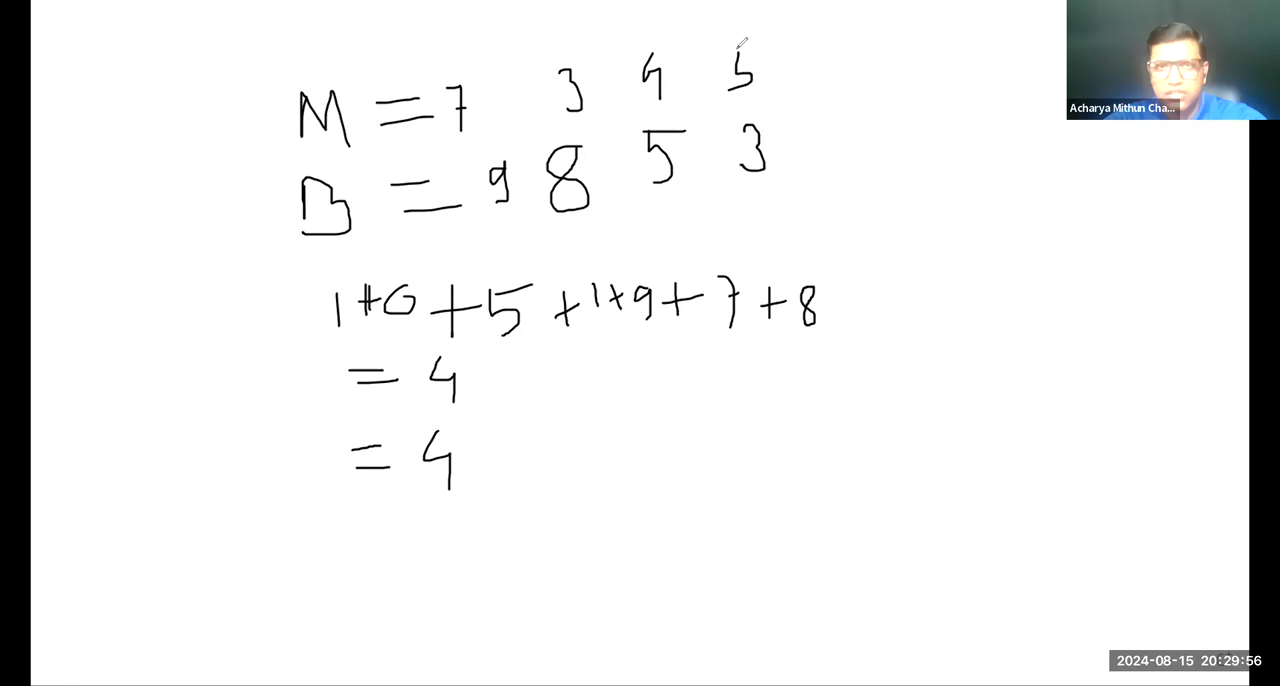 M = 7 3 4 5
B = 9 8 5 3
1+6+5+1+9+7+8
= 4
= 4
Acharya Mithun Cha...
2024-08-15 20:29:56